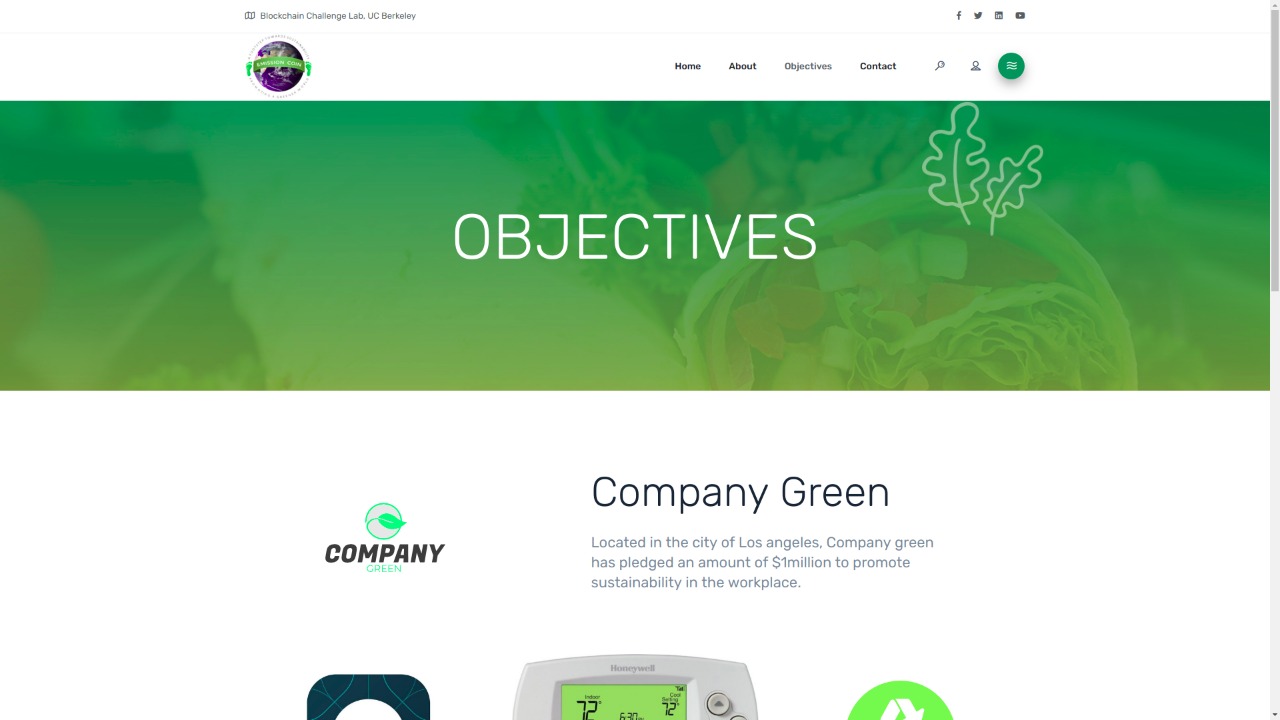 Blockchain Challenge Lab, UC Berkeley
EMISSION COIN
Home
About
Objectives
Contact
OBJECTIVES
Company Green
Located in the city of Los angeles, Company green
has pledged an amount of $1million to promote
sustainability in the workplace.
COMPANY
GREEN
Honeywell
Indoor
Cool
Setting
72°
72°
6:30